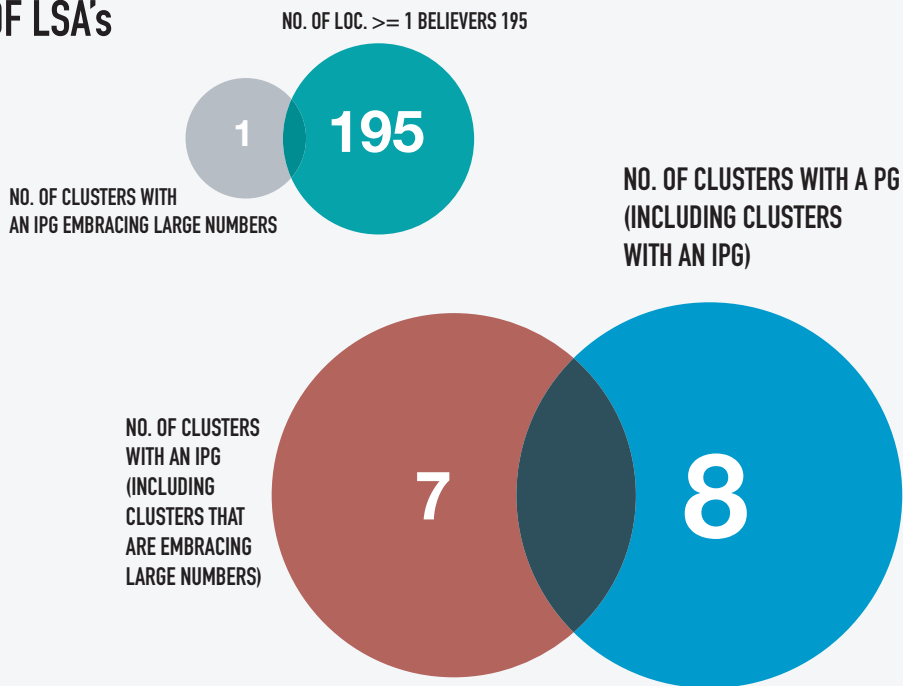 OF LSA's
NO. OF LOC. >= 1 BELIEVERS 195
1
195
NO. OF CLUSTERS WITH
AN IPG EMBRACING LARGE NUMBERS
NO. OF CLUSTERS WITH A PG
(INCLUDING CLUSTERS
WITH AN IPG)
NO. OF CLUSTERS
WITH AN IPG
(INCLUDING
CLUSTERS THAT
ARE EMBRACING
LARGE NUMBERS)
7
8